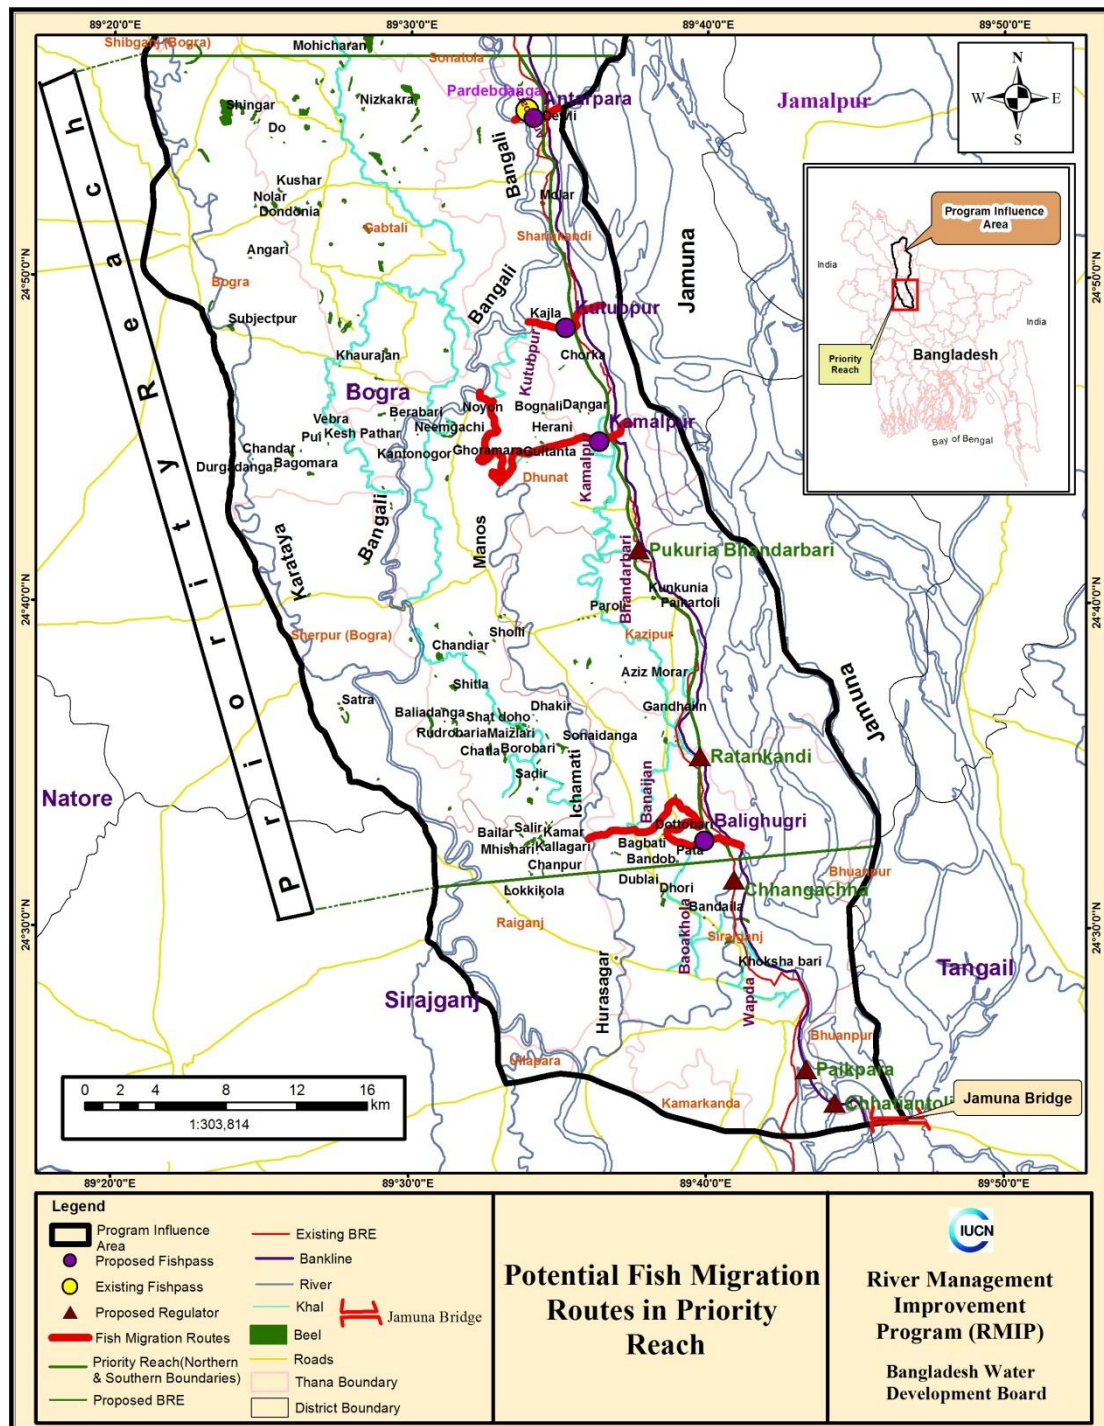 89°20'0"E
89°30'0"E
89°40'0"E
89°50'0"E
Shibganj (Bogra)
Mohicharan
Sonatola
Pardebdanga
Antarpara
Dewli
Jamalpur
N
W
E
S
Shingar
Nizkakra
Do
Bangali
Kushar
Nolar
Dondonia
Molar
Gabtali
Shariakandi
Angari
24°50'0"N
24°50'0"N
Bogra
Bangali
Jamuna
Program Influence
Area
India
India
Priority
Reach
Bangladesh
Bay of Bengal
Priority Reach
Subjectpur
Kajla
Kutubpur
Khaurajan
Kutubpur
Chorka
Bogra
Vebra
Berabari
Noyon
Bognali
Dangar
Pui
Kesh Pathar
Neemgachi
Herani
Kamalpur
Chandar
Kantonogor
Ghoramara
Gultanta
Durgadanga
Bagomara
Dhunat
Kamalpu
Bangali
Manos
Karataya
Pukuria Bhandarbari
Bhandarbari
Kunkunia
24°40'0"N
24°40'0"N
Paroli
Painartoli
Sherpur (Bogra)
Sholli
Kazipur
Chandiar
Aziz Morar
Shitla
Jamuna
Satra
Baliadanga
Shat doho
Dhakir
Gandhalin
Rudrobaria
Maizlari
Sonaidanga
Chatla
Borobari
Ratankandi
Sadir
Ichamati
Banaijan
Natore
Balighugri
Dottobari
Salir
Kamar
Bailar
Mhishari
Kallagari
Bagbati
Pata
Bandob
Chanpur
Dublai
Bhuanpur
Lokkikola
Dhori
Chhangachha
Bandaila
24°30'0"N
24°30'0"N
Raiganj
Baoakhola
Sirajganj
Khoksha bari
Tangail
Sirajganj
Hurasagar
Wapda
Bhuanpur
Ullapara
Paikpara
Kamarkanda
Chhatiantoli
Jamuna Bridge
0 2 4 8 12 16
km
1:303,814
89°20'0"E
89°30'0"E
89°40'0"E
89°50'0"E
Legend
Program Influence
Area
Proposed Fishpass
Existing Fishpass
Proposed Regulator
Fish Migration Routes
Priority Reach(Northern
& Southern Boundaries)
Proposed BRE
Existing BRE
Bankline
River
Khal
Jamuna Bridge
Beel
Roads
Thana Boundary
District Boundary
Potential Fish Migration
Routes in Priority
Reach
IUCN
River Management
Improvement
Program (RMIP)
Bangladesh Water
Development Board